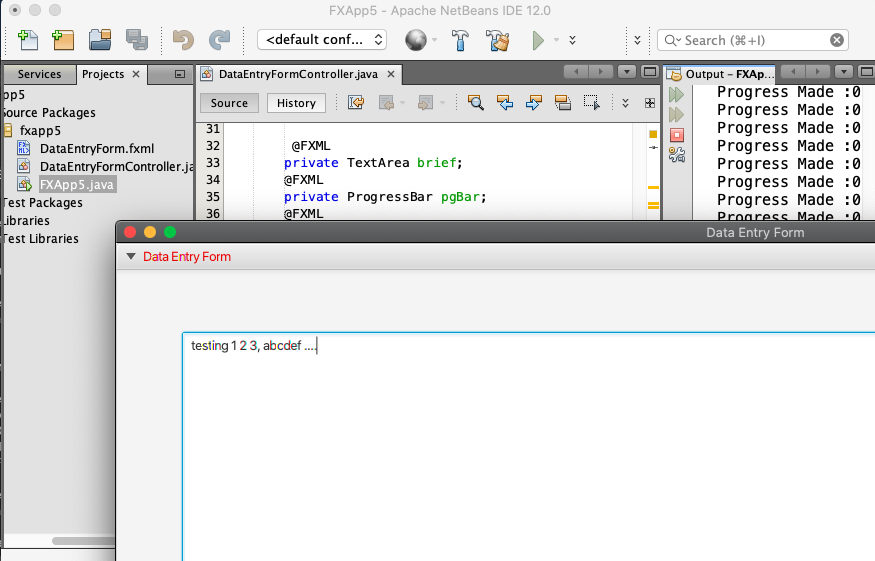 FXApp5 - Apache NetBeans IDE 12.0
<default conf...
Search (⌘+I)
Services
Projects
pp5
Source Packages
fxapp5
DataEntryForm.fxml
DataEntryFormController.ja
FXApp5.java
Test Packages
Libraries
Test Libraries
DataEntryFormController.java
Source
History
31
32 @FXML
33 private TextArea brief;
34 @FXML
35 private ProgressBar pgBar;
36 @FXML
Output - FXAp...
Progress Made :0
Progress Made :0
Progress Made :0
Progress Made :0
Progress Made :0
Progress Made :0
Progress Made :0
Progress Made :0
Data Entry Form
Data Entry Form
testing 1 2 3, abcdef ....